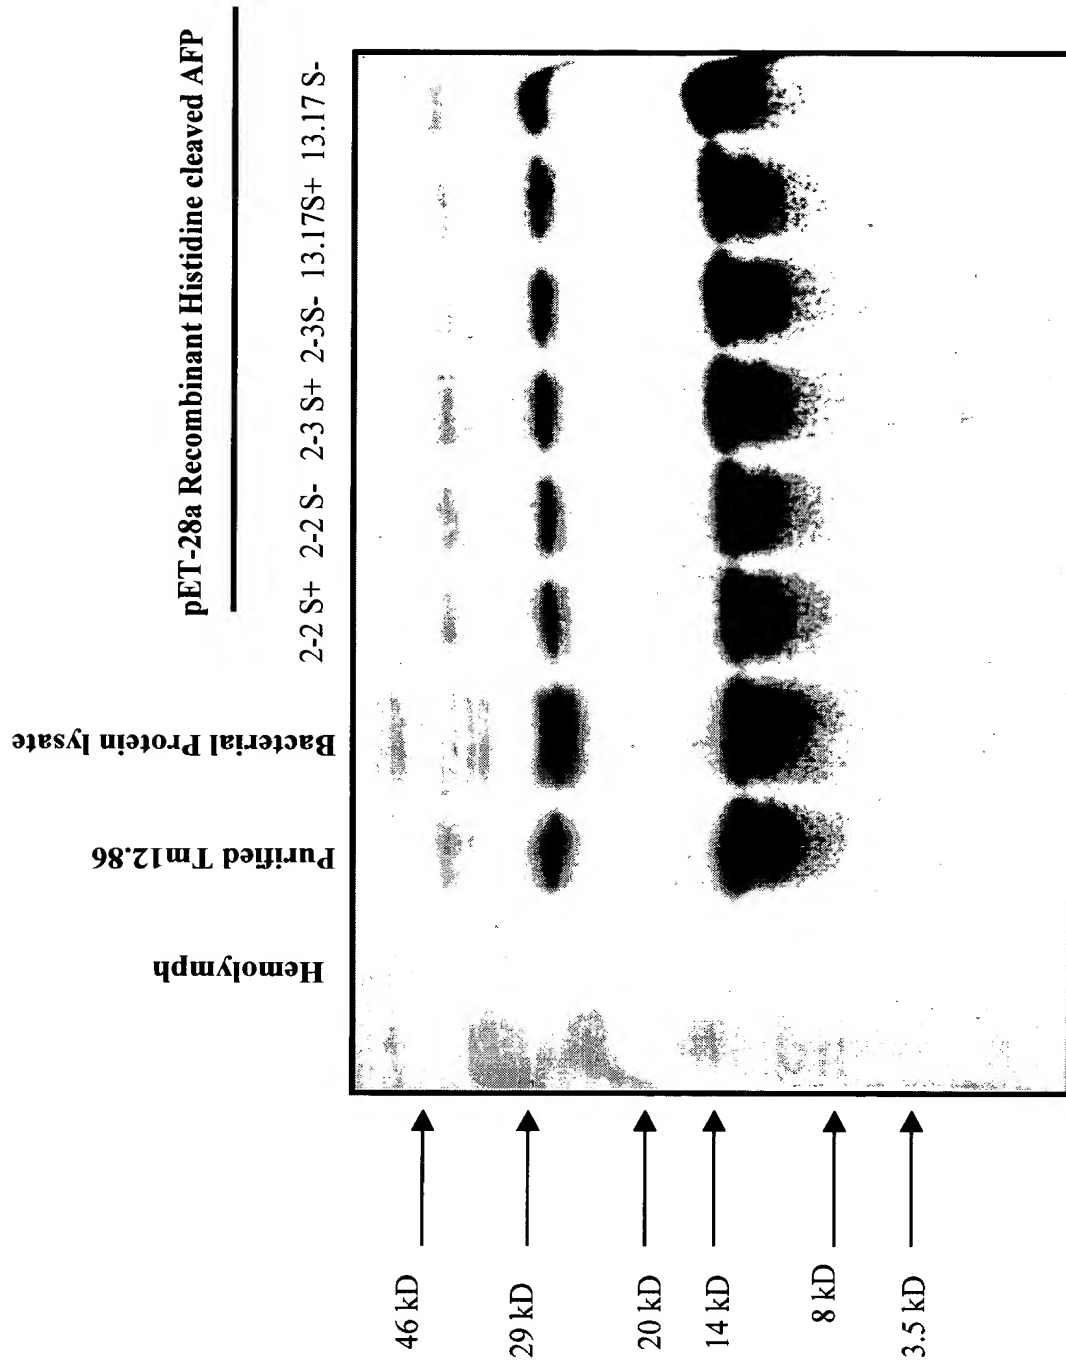 pET-28a Recombinant Histidine cleaved AFP
Hemolymph
Purified Tm12.86
Bacterial Protein lysate
2-2 S+
2-2 S-
2-3 S+
2-3S-
13.17S+
13.17 S-
46 kD
29 kD
20 kD
14 kD
8 kD
3.5 kD